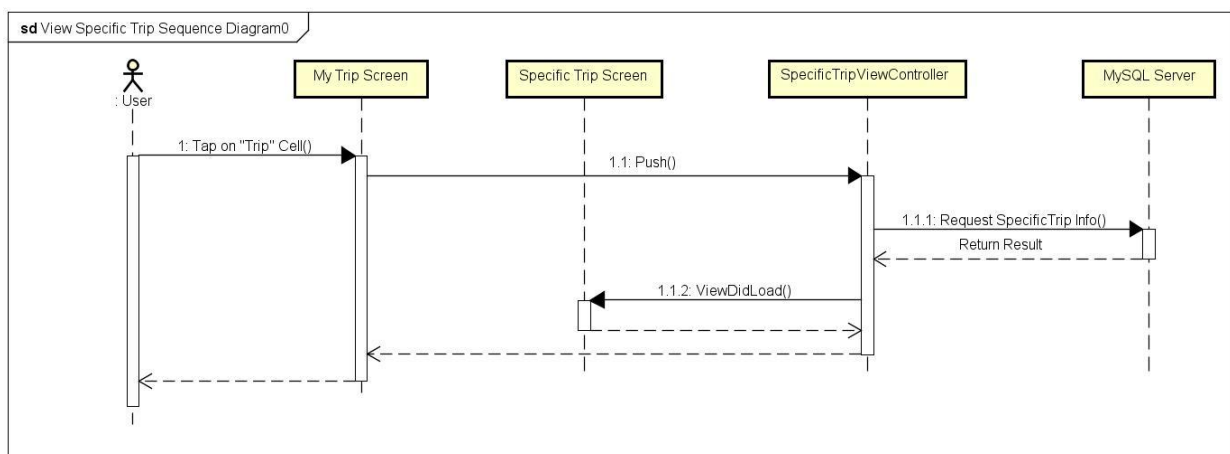 sd View Specific Trip Sequence Diagram0
: User
My Trip Screen
Specific Trip Screen
SpecificTripViewController
MySQL Server
1: Tap on "Trip" Cell()
1.1: Push()
1.1.1: Request SpecificTrip Info()
Return Result
1.1.2: ViewDidLoad()